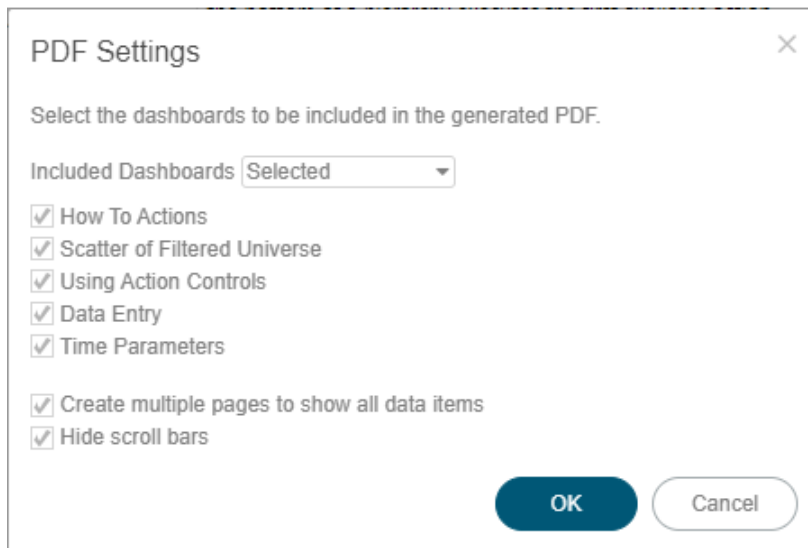 PDF Settings
Select the dashboards to be included in the generated PDF.
Included Dashboards Selected
How To Actions
Scatter of Filtered Universe
Using Action Controls
Data Entry
Time Parameters
Create multiple pages to show all data items
Hide scroll bars
OK Cancel